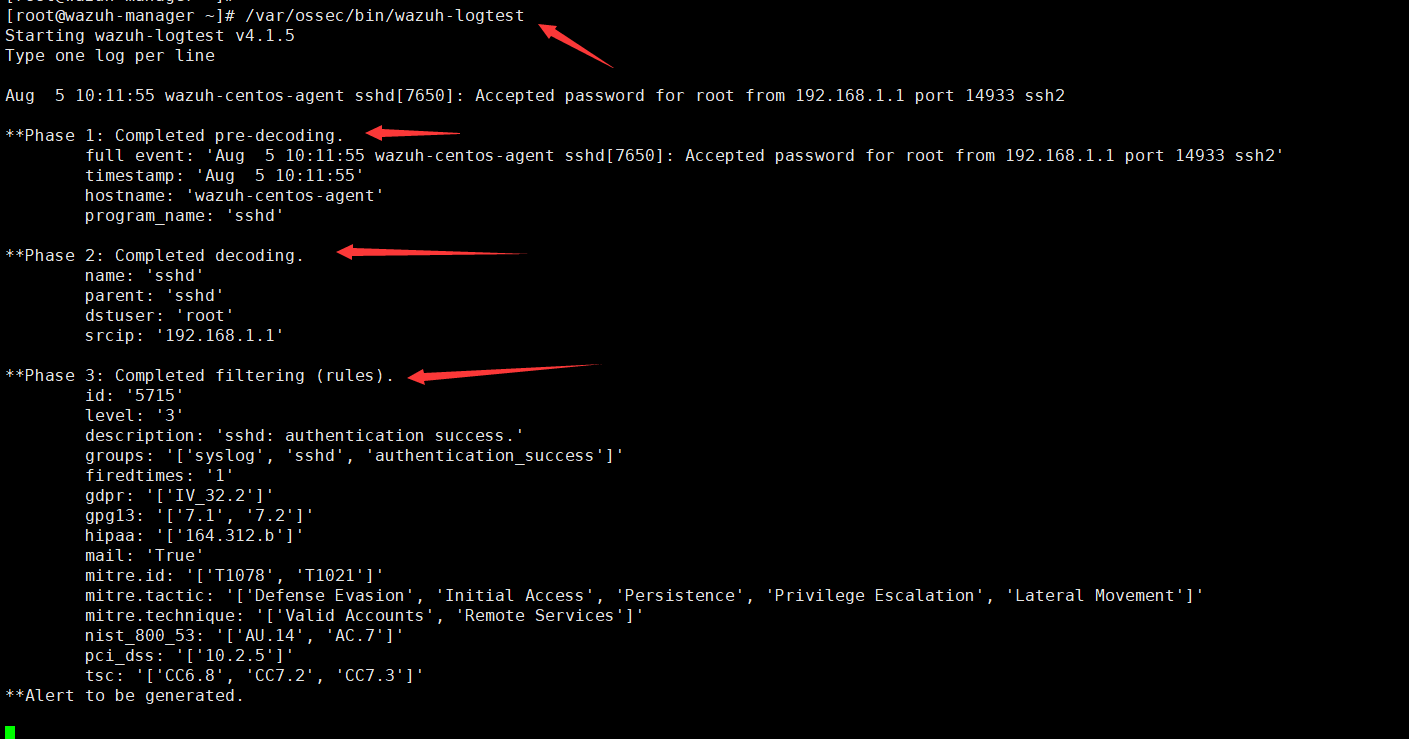 [root@wazuh-manager ~]# /var/ossec/bin/wazuh-logtest
Starting wazuh-logtest v4.1.5
Type one log per line

Aug  5 10:11:55 wazuh-centos-agent sshd[7650]: Accepted password for root from 192.168.1.1 port 14933 ssh2

**Phase 1: Completed pre-decoding.
        full event: 'Aug  5 10:11:55 wazuh-centos-agent sshd[7650]: Accepted password for root from 192.168.1.1 port 14933 ssh2'
        timestamp: 'Aug  5 10:11:55'
        hostname: 'wazuh-centos-agent'
        program_name: 'sshd'

**Phase 2: Completed decoding.
        name: 'sshd'
        parent: 'sshd'
        dstuser: 'root'
        srcip: '192.168.1.1'

**Phase 3: Completed filtering (rules).
        id: '5715'
        level: '3'
        description: 'sshd: authentication success.'
        groups: '['syslog', 'sshd', 'authentication_success']'
        firedtimes: '1'
        gdpr: '['IV_32.2']'
        gpg13: '['7.1', '7.2']'
        hipaa: '['164.312.b']'
        mail: 'True'
        mitre.id: '['T1078', 'T1021']'
        mitre.tactic: '['Defense Evasion', 'Initial Access', 'Persistence', 'Privilege Escalation', 'Lateral Movement']'
        mitre.technique: '['Valid Accounts', 'Remote Services']'
        nist_800_53: '['AU.14', 'AC.7']'
        pci_dss: '['10.2.5']'
        tsc: '['CC6.8', 'CC7.2', 'CC7.3']'
**Alert to be generated.